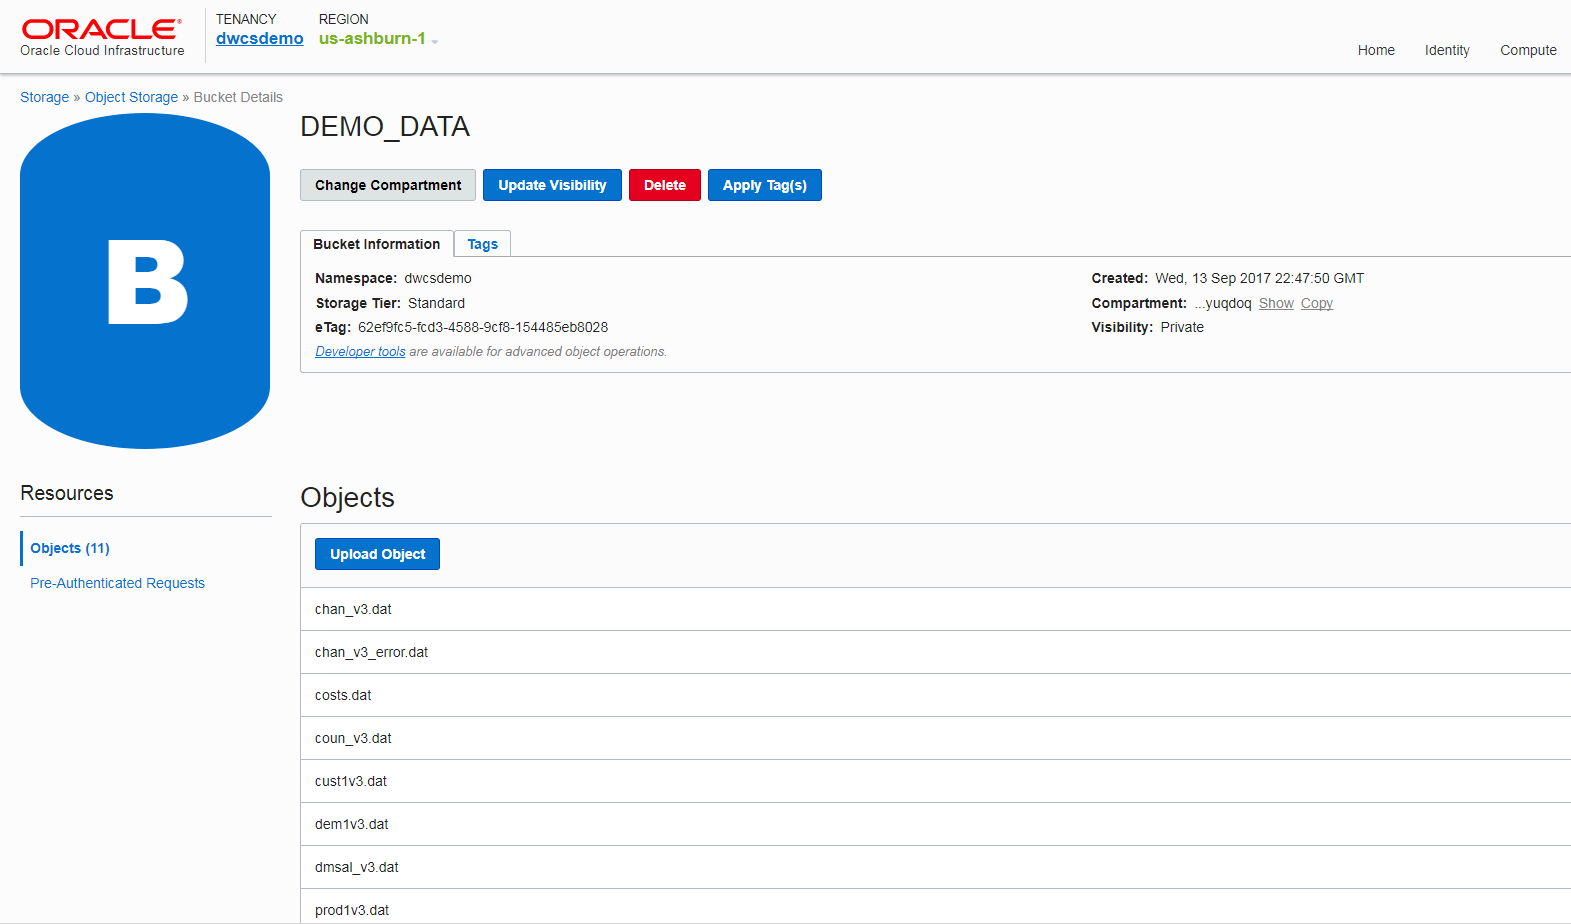 ORACLE®
Oracle Cloud Infrastructure
TENANCY
dwcsdemo
REGION
us-ashburn-1
Home Identity Compute
Storage » Object Storage » Bucket Details
B
DEMO_DATA
Change Compartment Update Visibility Delete Apply Tag(s)
Bucket Information Tags
Namespace: dwcsdemo
Storage Tier: Standard
eTag: 62ef9fc5-fcd3-4588-9cf8-154485eb8028
Developer tools are available for advanced object operations.
Created: Wed, 13 Sep 2017 22:47:50 GMT
Compartment: ...yuqdoq Show Copy
Visibility: Private
Resources
Objects (11)
Pre-Authenticated Requests
Objects
Upload Object
chan_v3.dat
chan_v3_error.dat
costs.dat
coun_v3.dat
cust1v3.dat
dem1v3.dat
dmsal_v3.dat
prod1v3.dat